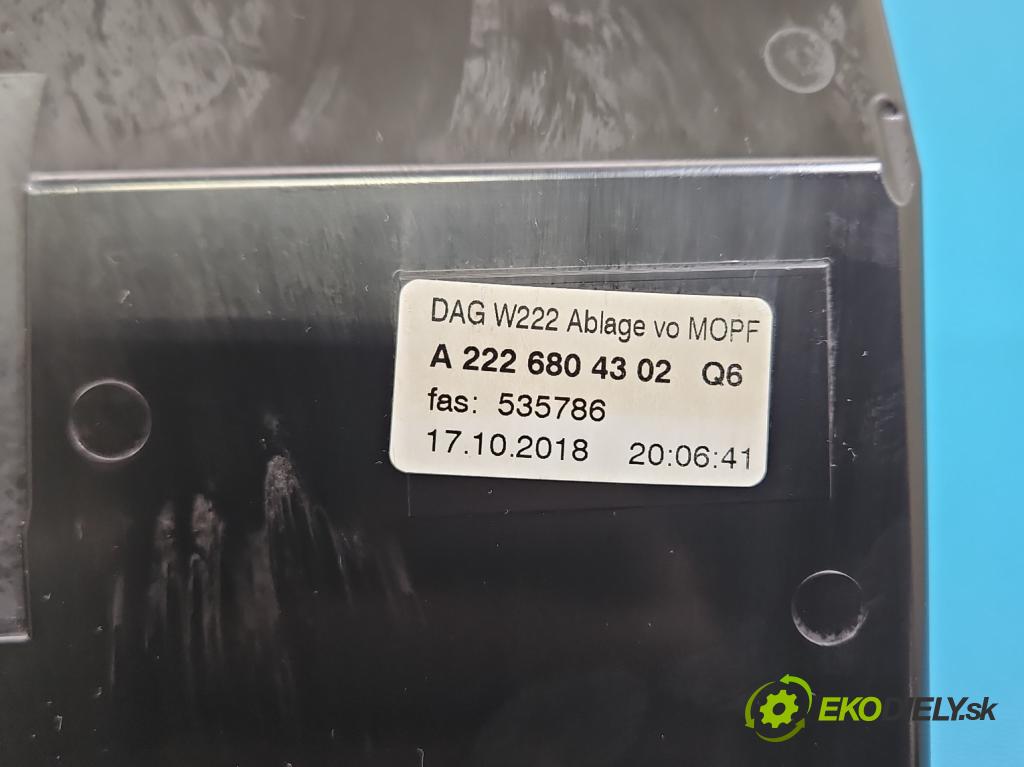 DAG W222 Ablage vo MOPF
A 222 680 43 02 Q6
fas: 535786
17.10.2018 20:06:41
EKODIELY.sk